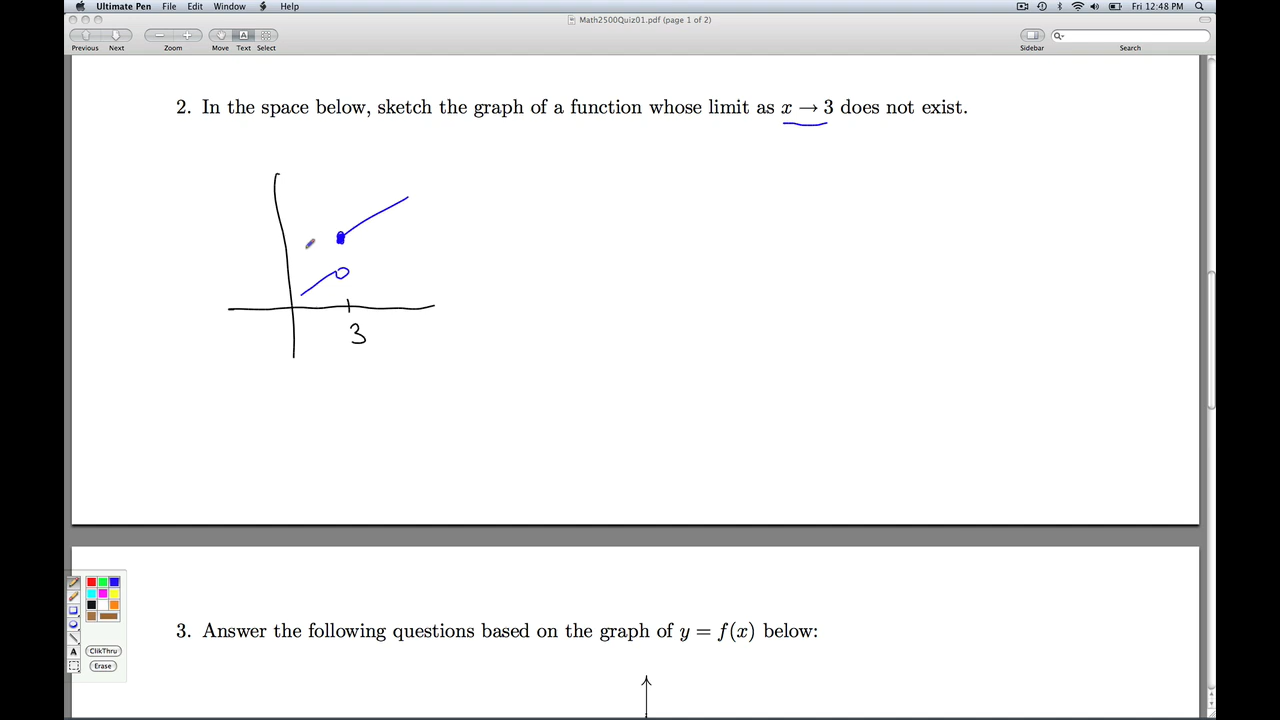 Ultimate Pen File Edit Window Help Fri 12:48 PM
Math2500Quiz01.pdf (page 1 of 2)
Previous Next Zoom Move Text Select Sidebar Search
2. In the space below, sketch the graph of a function whose limit as x → 3 does not exist.
3
3. Answer the following questions based on the graph of y = f(x) below:
A
ClikThru
Erase